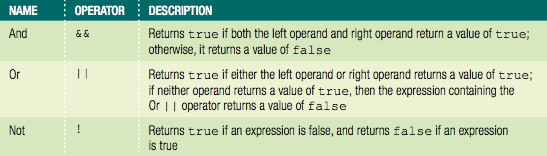 NAME OPERATOR DESCRIPTION
And && Returns true if both the left operand and right operand return a value of true;
otherwise, it returns a value of false
Or || Returns true if either the left operand or right operand returns a value of true;
if neither operand returns a value of true, then the expression containing the
Or || operator returns a value of false
Not ! Returns true if an expression is false, and returns false if an expression
is true